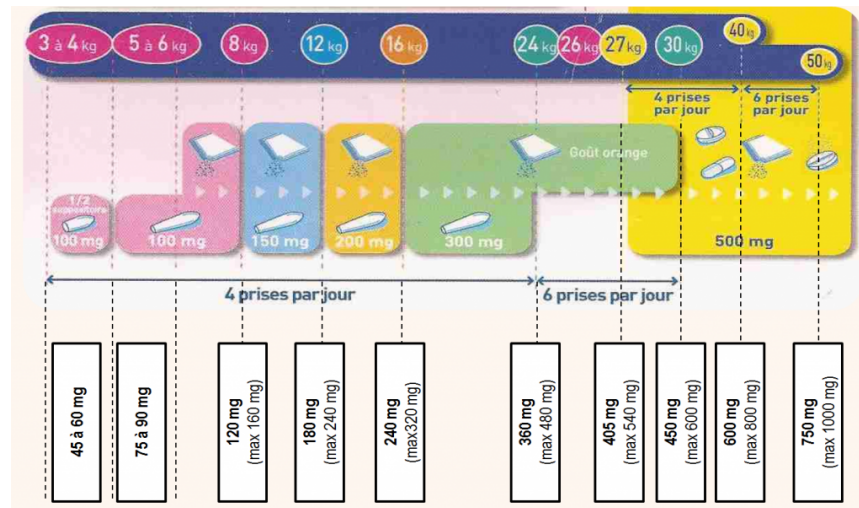 3 à 4 kg
5 à 6 kg
8 kg
12 kg
16 kg
24 kg
26 kg
27 kg
30 kg
40 kg
50 kg
4 prises
par jour
6 prises
par jour
Goût orange
1/2
suppositoire
100 mg
100 mg
150 mg
200 mg
300 mg
500 mg
4 prises par jour
6 prises par jour
45 à 60 mg
75 à 90 mg
120 mg
(max 160 mg)
180 mg
(max 240 mg)
240 mg
(max320 mg)
360 mg
(max 480 mg)
405 mg
(max 540 mg)
450 mg
(max 600 mg)
600 mg
(max 800 mg)
750 mg
(max 1000 mg)